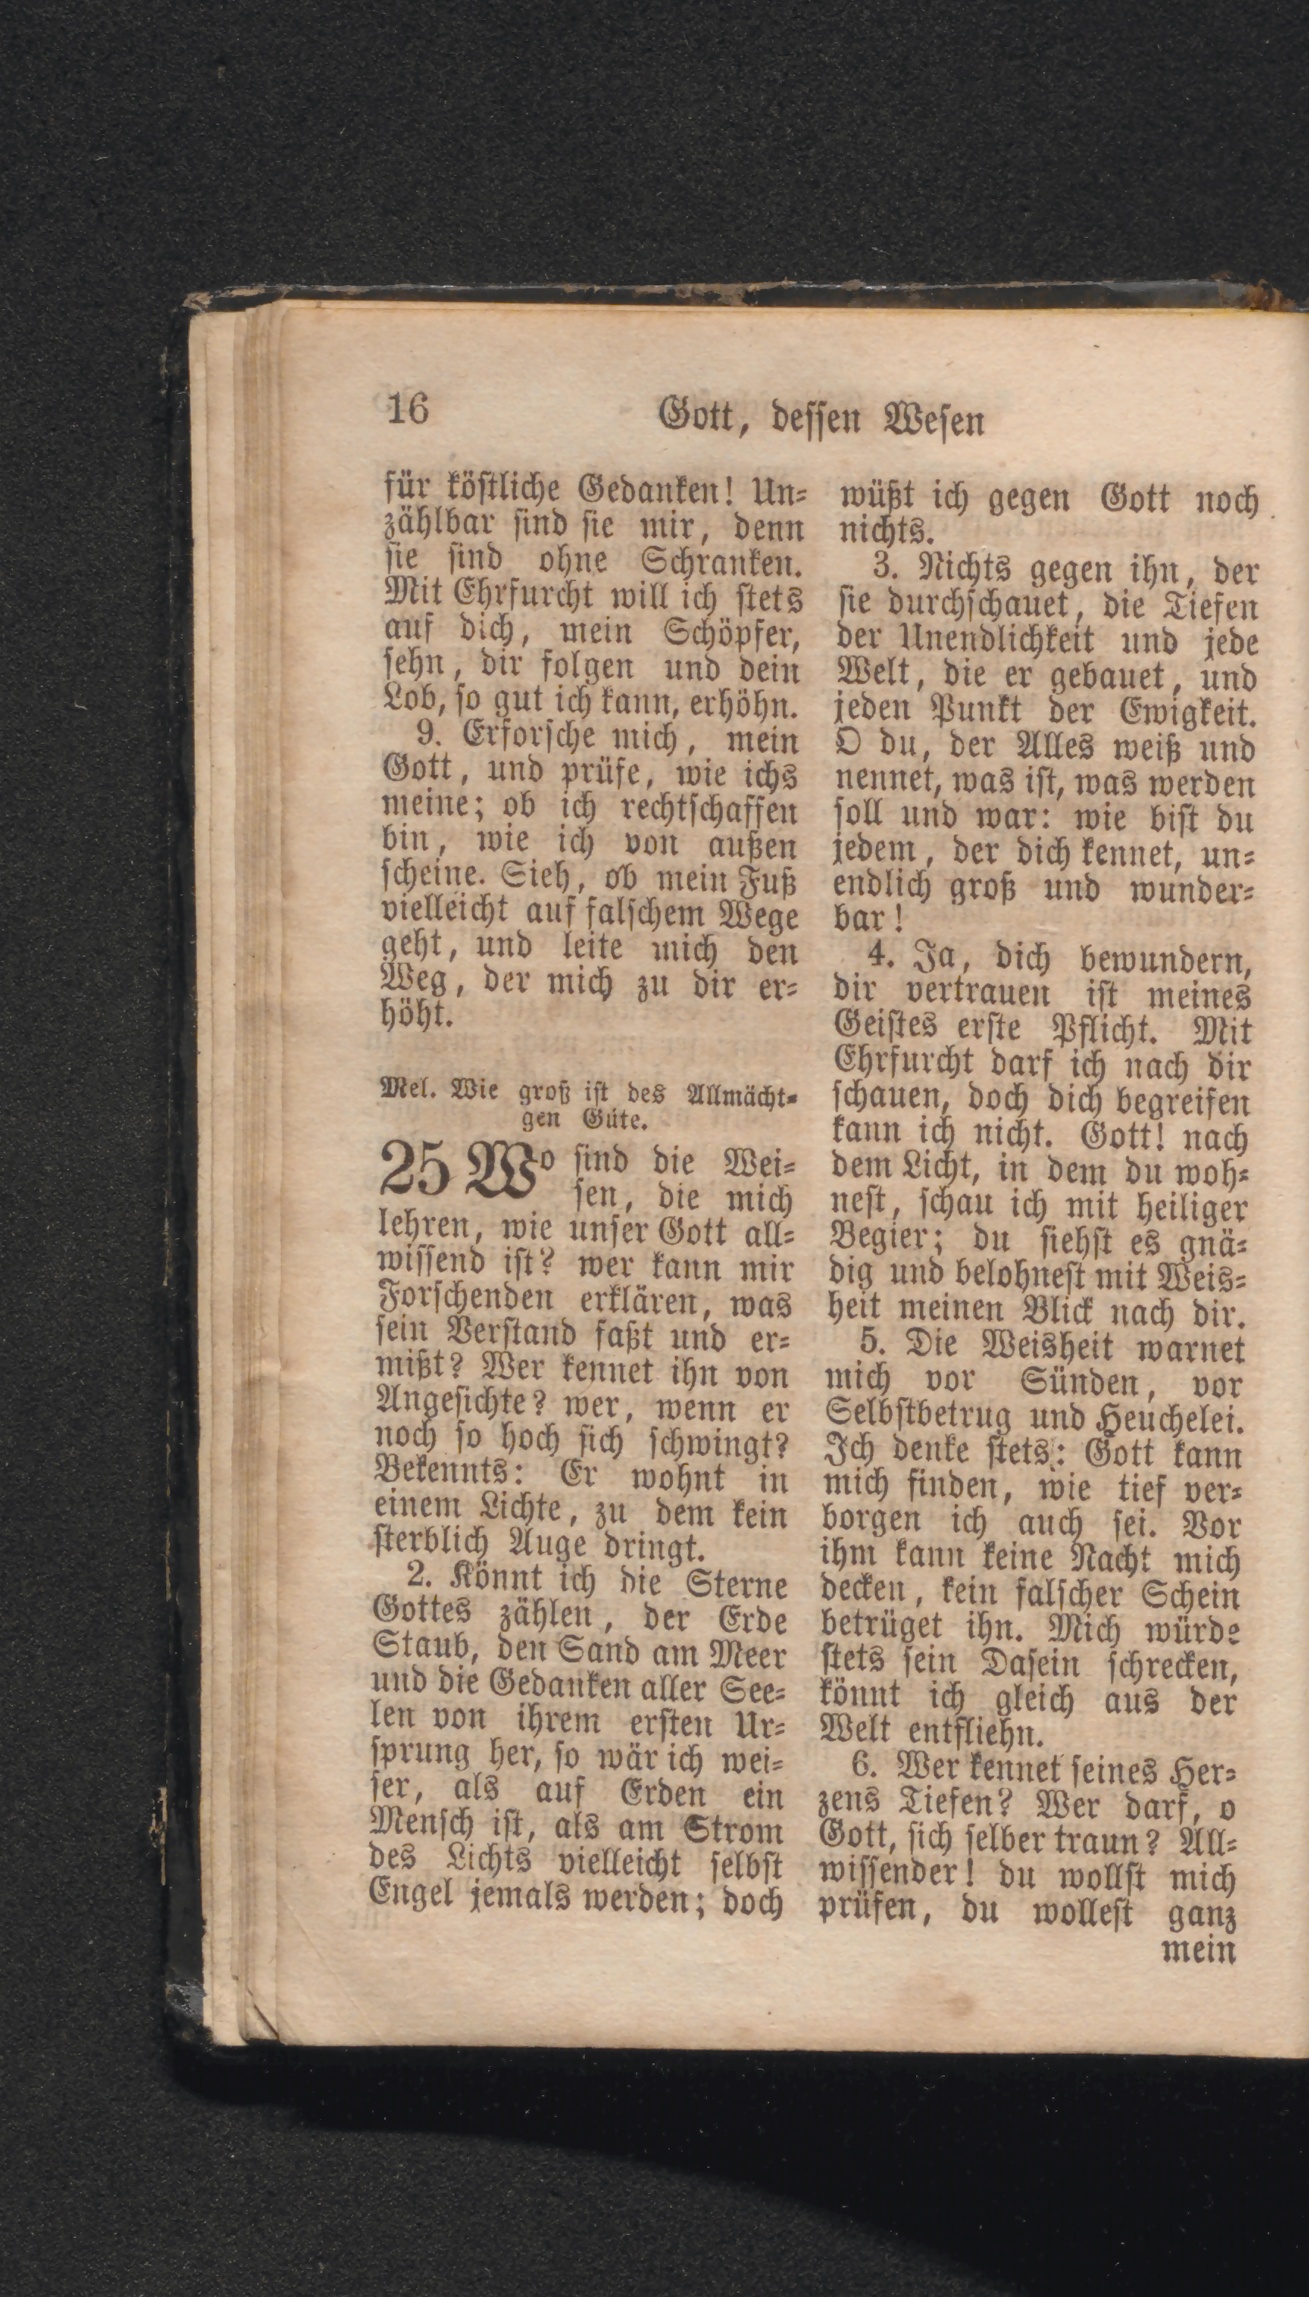 16
Gott, dessen Wesen
für köstliche Gedanken! Un-
zählbar sind sie mir, denn
sie sind ohne Schranken.
Mit Ehrfurcht will ich stets
auf dich, mein Schöpfer,
sehn, dir folgen und dein
Lob, so gut ich kann, erhöhn.
9. Erforsche mich, mein
Gott, und prüfe, wie ichs
meine; ob ich rechtschaffen
bin, wie ich von außen
scheine. Sieh, ob mein Fuß
vielleicht auf falschem Wege
geht, und leite mich den
Weg, der mich zu dir er-
höht.
Mel. Wie groß ist des Allmächt-
gen Güte.
25 Wo sind die Wei-
sen, die mich
lehren, wie unser Gott all-
wissend ist? wer kann mir
Forschenden erklären, was
sein Verstand faßt und er-
mißt? Wer kennet ihn von
Angesichte? wer, wenn er
noch so hoch sich schwingt?
Bekennts: Er wohnt in
einem Lichte, zu dem kein
sterblich Auge dringt.
2. Könnt ich die Sterne
Gottes zählen, der Erde
Staub, den Sand am Meer
und die Gedanken aller See-
len von ihrem ersten Ur-
sprung her, so wär ich wei-
ser, als auf Erden ein
Mensch ist, als am Strom
des Lichts vielleicht selbst
Engel jemals werden; doch
wüßt ich gegen Gott noch
nichts.
3. Nichts gegen ihn, der
sie durchschauet, die Tiefen
der Unendlichkeit und jede
Welt, die er gebauet, und
jeden Punkt der Ewigkeit.
O du, der Alles weiß und
nennet, was ist, was werden
soll und war: wie bist du
jedem, der dich kennet, un-
endlich groß und wunder-
bar!
4. Ja, dich bewundern,
dir vertrauen ist meines
Geistes erste Pflicht. Mit
Ehrfurcht darf ich nach dir
schauen, doch dich begreifen
kann ich nicht. Gott! nach
dem Licht, in dem du woh-
nest, schau ich mit heiliger
Begier; du siehst es gnä-
dig und belohnest mit Weis-
heit meinen Blick nach dir.
5. Die Weisheit warnet
mich vor Sünden, vor
Selbstbetrug und Heuchelei.
Ich denke stets: Gott kann
mich finden, wie tief ver-
borgen ich auch sei. Vor
ihm kann keine Nacht mich
decken, kein falscher Schein
betrüget ihn. Mich würde
stets sein Dasein schrecken,
könnt ich gleich aus der
Welt entfliehn.
6. Wer kennet seines Her-
zens Tiefen? Wer darf, o
Gott, sich selber traun? All-
wissender! du wollst mich
prüfen, du wollest ganz
mein